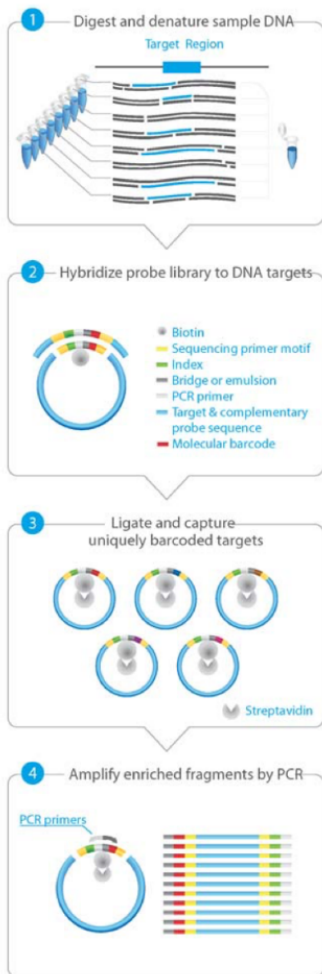 1 Digest and denature sample DNA
Target Region
2 Hybridize probe library to DNA targets
Biotin
Sequencing primer motif
Index
Bridge or emulsion
PCR primer
Target & complementary
probe sequence
Molecular barcode
3 Ligate and capture
uniquely barcoded targets
Streptavidin
4 Amplify enriched fragments by PCR
PCR primers